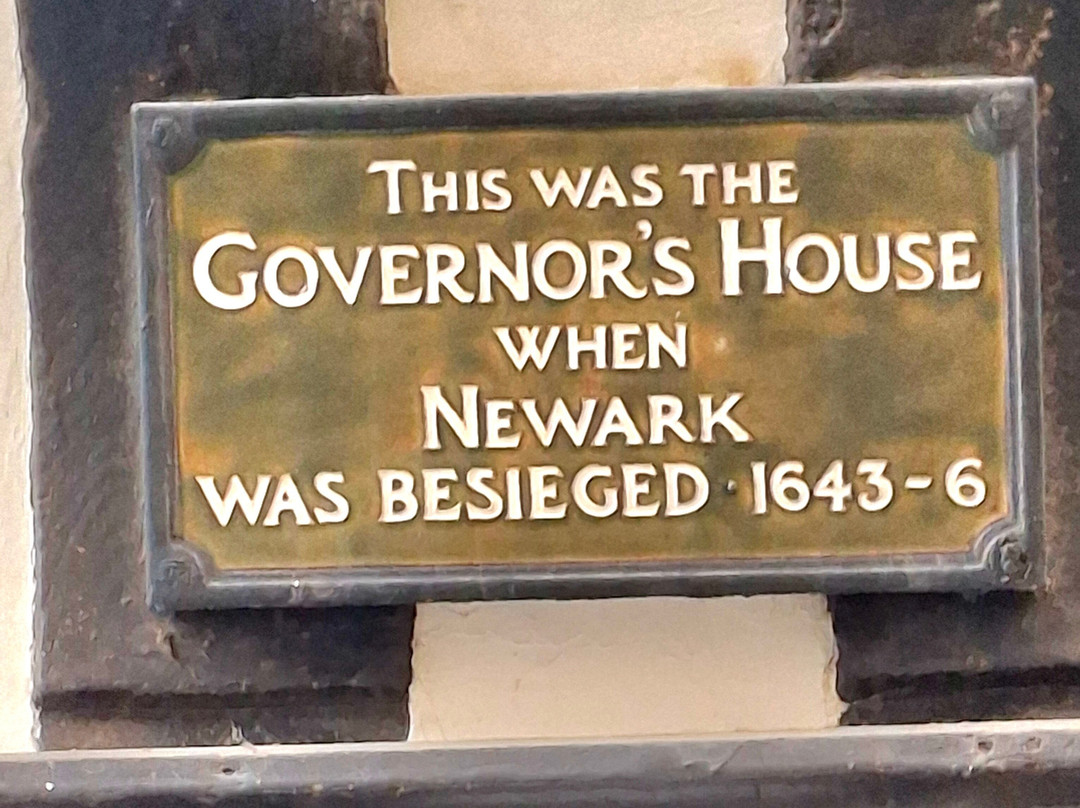 THIS WAS THE
GOVERNOR'S HOUSE
WHEN
NEWARK
WAS BESIEGED · 1643-6